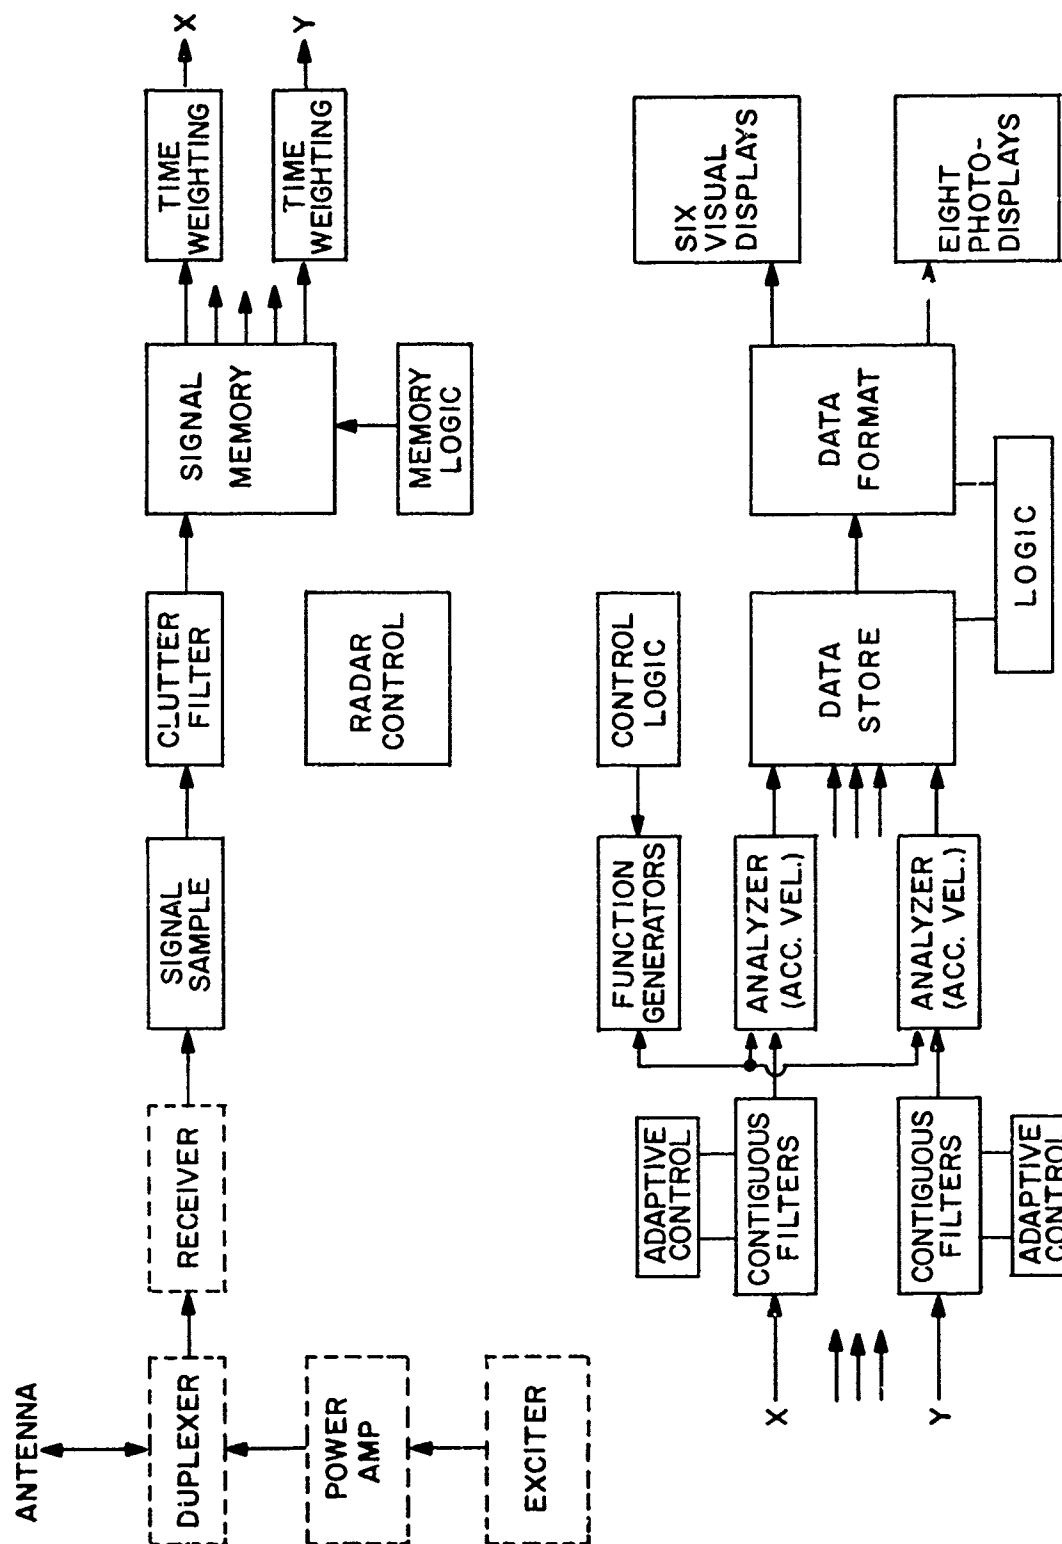 ANTENNA
DUPLEXER
POWER
AMP
EXCITER
RECEIVER
SIGNAL
SAMPLE
CLUTTER
FILTER
RADAR
CONTROL
SIGNAL
MEMORY
MEMORY
LOGIC
TIME
WEIGHTING
X
TIME
WEIGHTING
Y
X
ADAPTIVE
CONTROL
CONTIGUOUS
FILTERS
Y
CONTIGUOUS
FILTERS
ADAPTIVE
CONTROL
FUNCTION
GENERATORS
CONTROL
LOGIC
ANALYZER
(ACC. VEL.)
ANALYZER
(ACC. VEL.)
DATA
STORE
DATA
FORMAT
LOGIC
SIX
VISUAL
DISPLAYS
EIGHT
PHOTO-
DISPLAYS